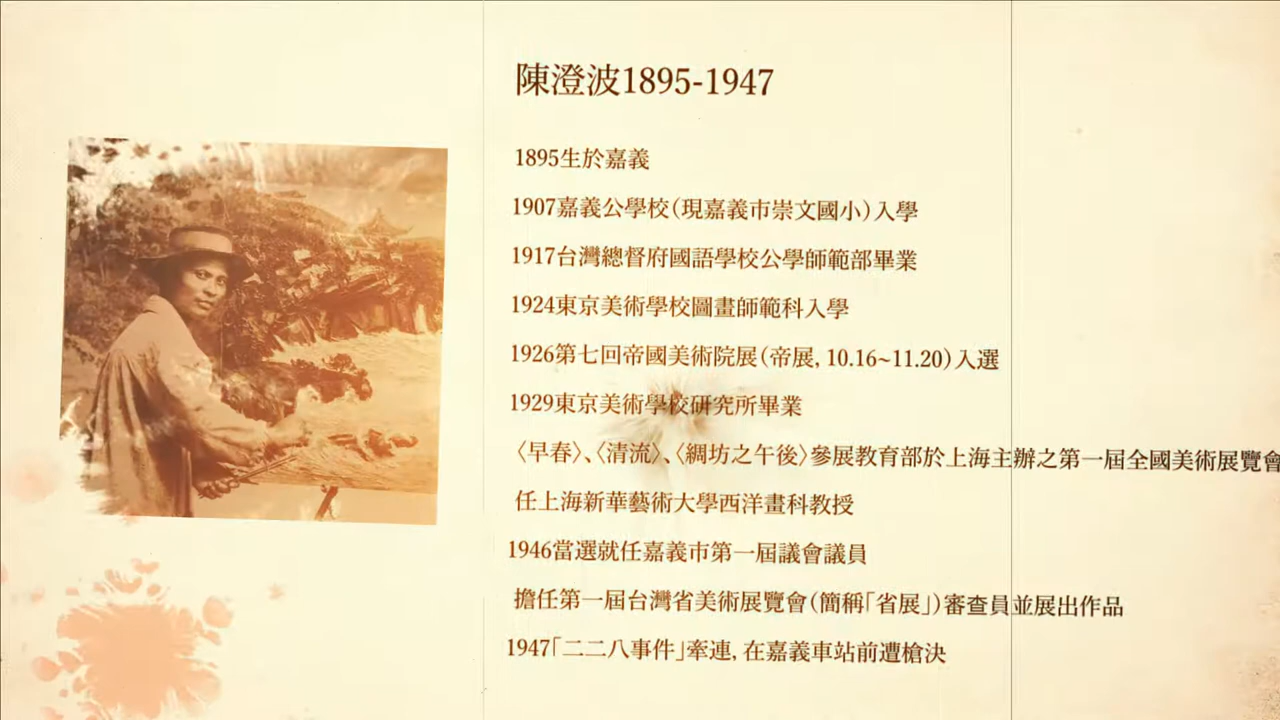 陳澄波1895-1947
1895生於嘉義
1907嘉義公學校(現嘉義市崇文國小)入學
1917台灣總督府國語學校公學師範部畢業
1924東京美術學校圖畫師範科入學
1926第七回帝國美術院展(帝展, 10.16~11.20)入選
1929東京美術學校研究所畢業
〈早春〉、〈清流〉、〈綢坊之午後〉參展教育部於上海主辦之第一屆全國美術展覽會
任上海新華藝術大學西洋畫科教授
1946當選就任嘉義市第一屆議會議員
擔任第一屆台灣省美術展覽會(簡稱「省展」)審查員並展出作品
1947「二二八事件」牽連, 在嘉義車站前遭槍決